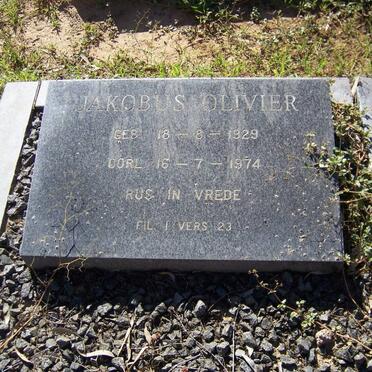 JAKOBUS OLIVIER
GEB. 18-8-1929
OORL. 16-7-1974
RUS IN VREDE
FIL. 1 VERS 23